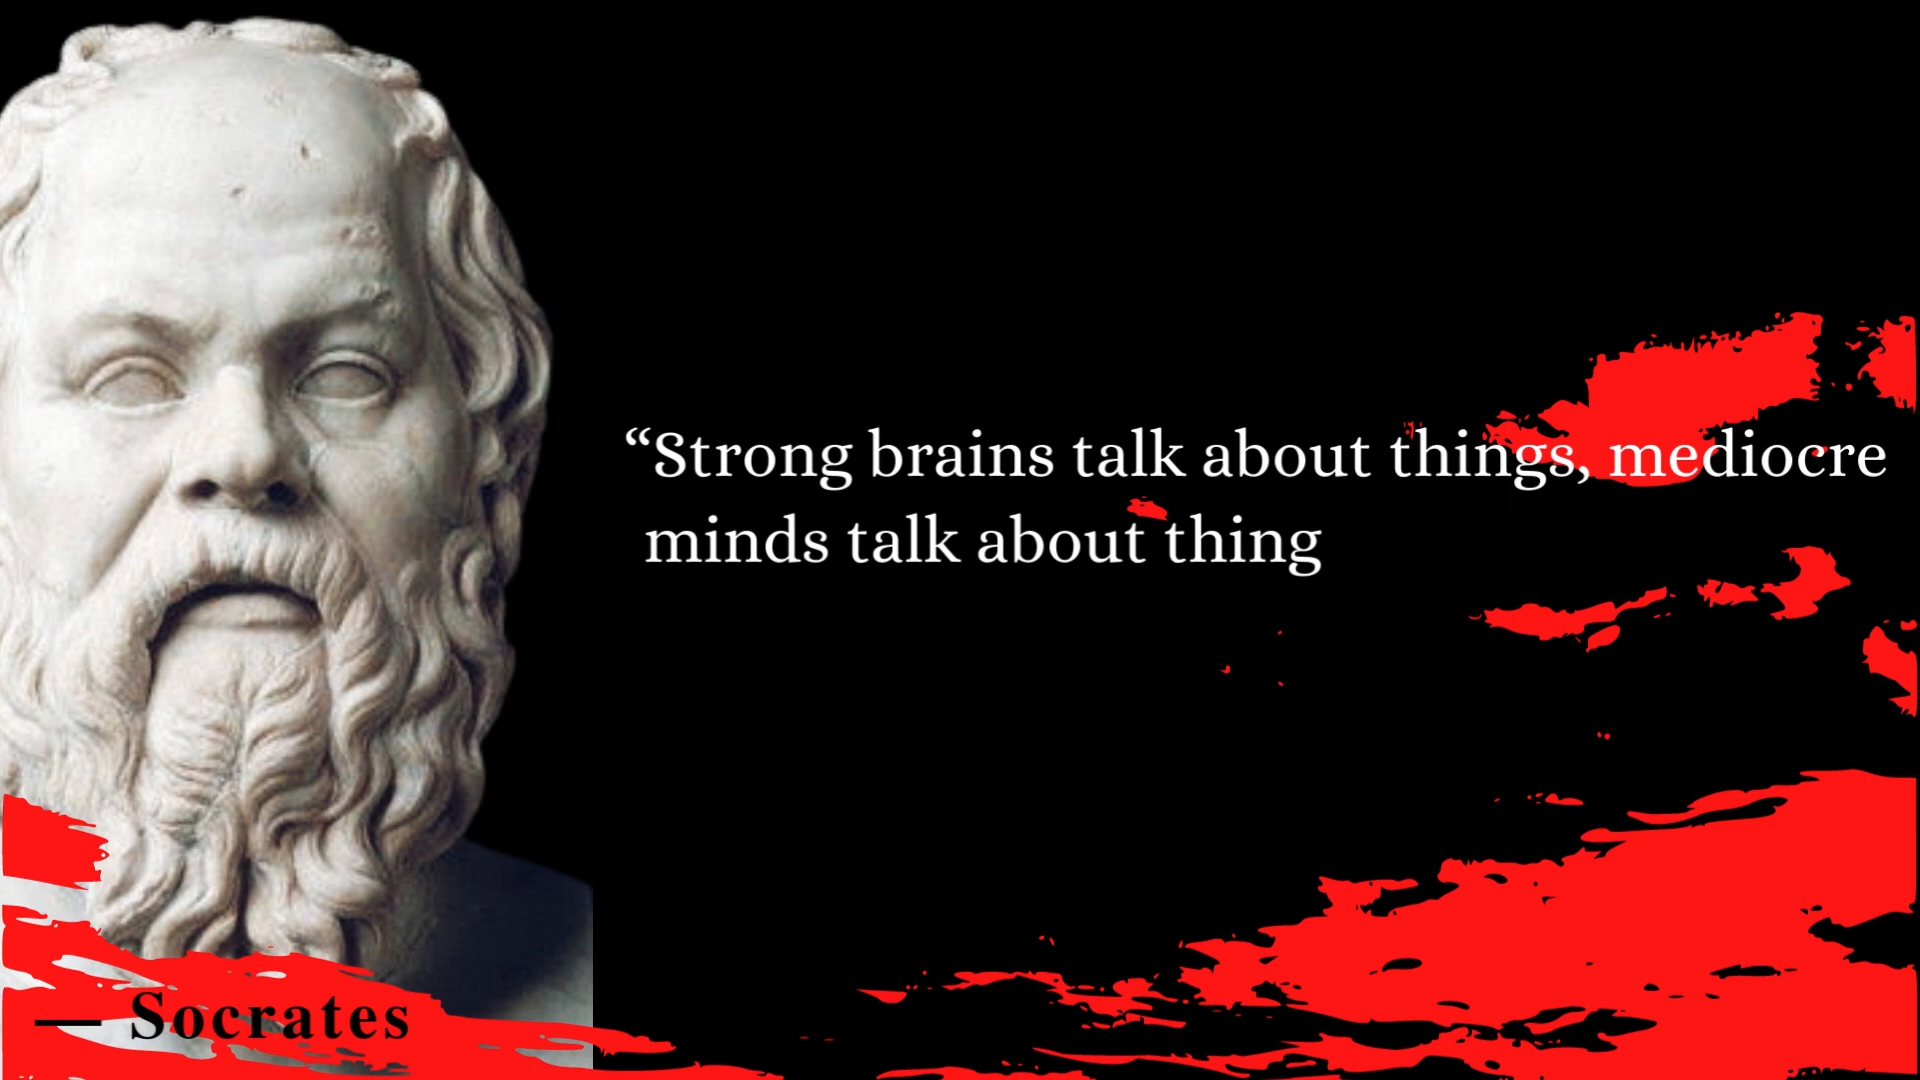 “Strong brains talk about things, mediocre
minds talk about thing
— Socrates